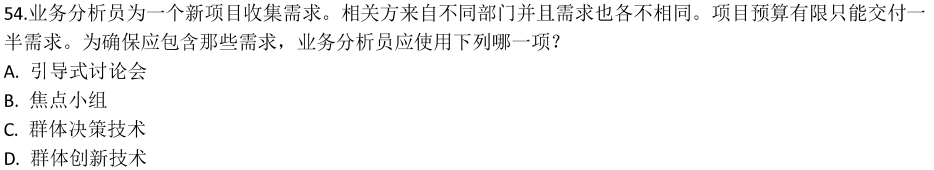 54.业务分析员为一个新项目收集需求。相关方来自不同部门并且需求也各不相同。项目预算有限只能交付一
半需求。为确保应包含那些需求，业务分析员应使用下列哪一项？
A. 引导式讨论会
B. 焦点小组
C. 群体决策技术
D. 群体创新技术